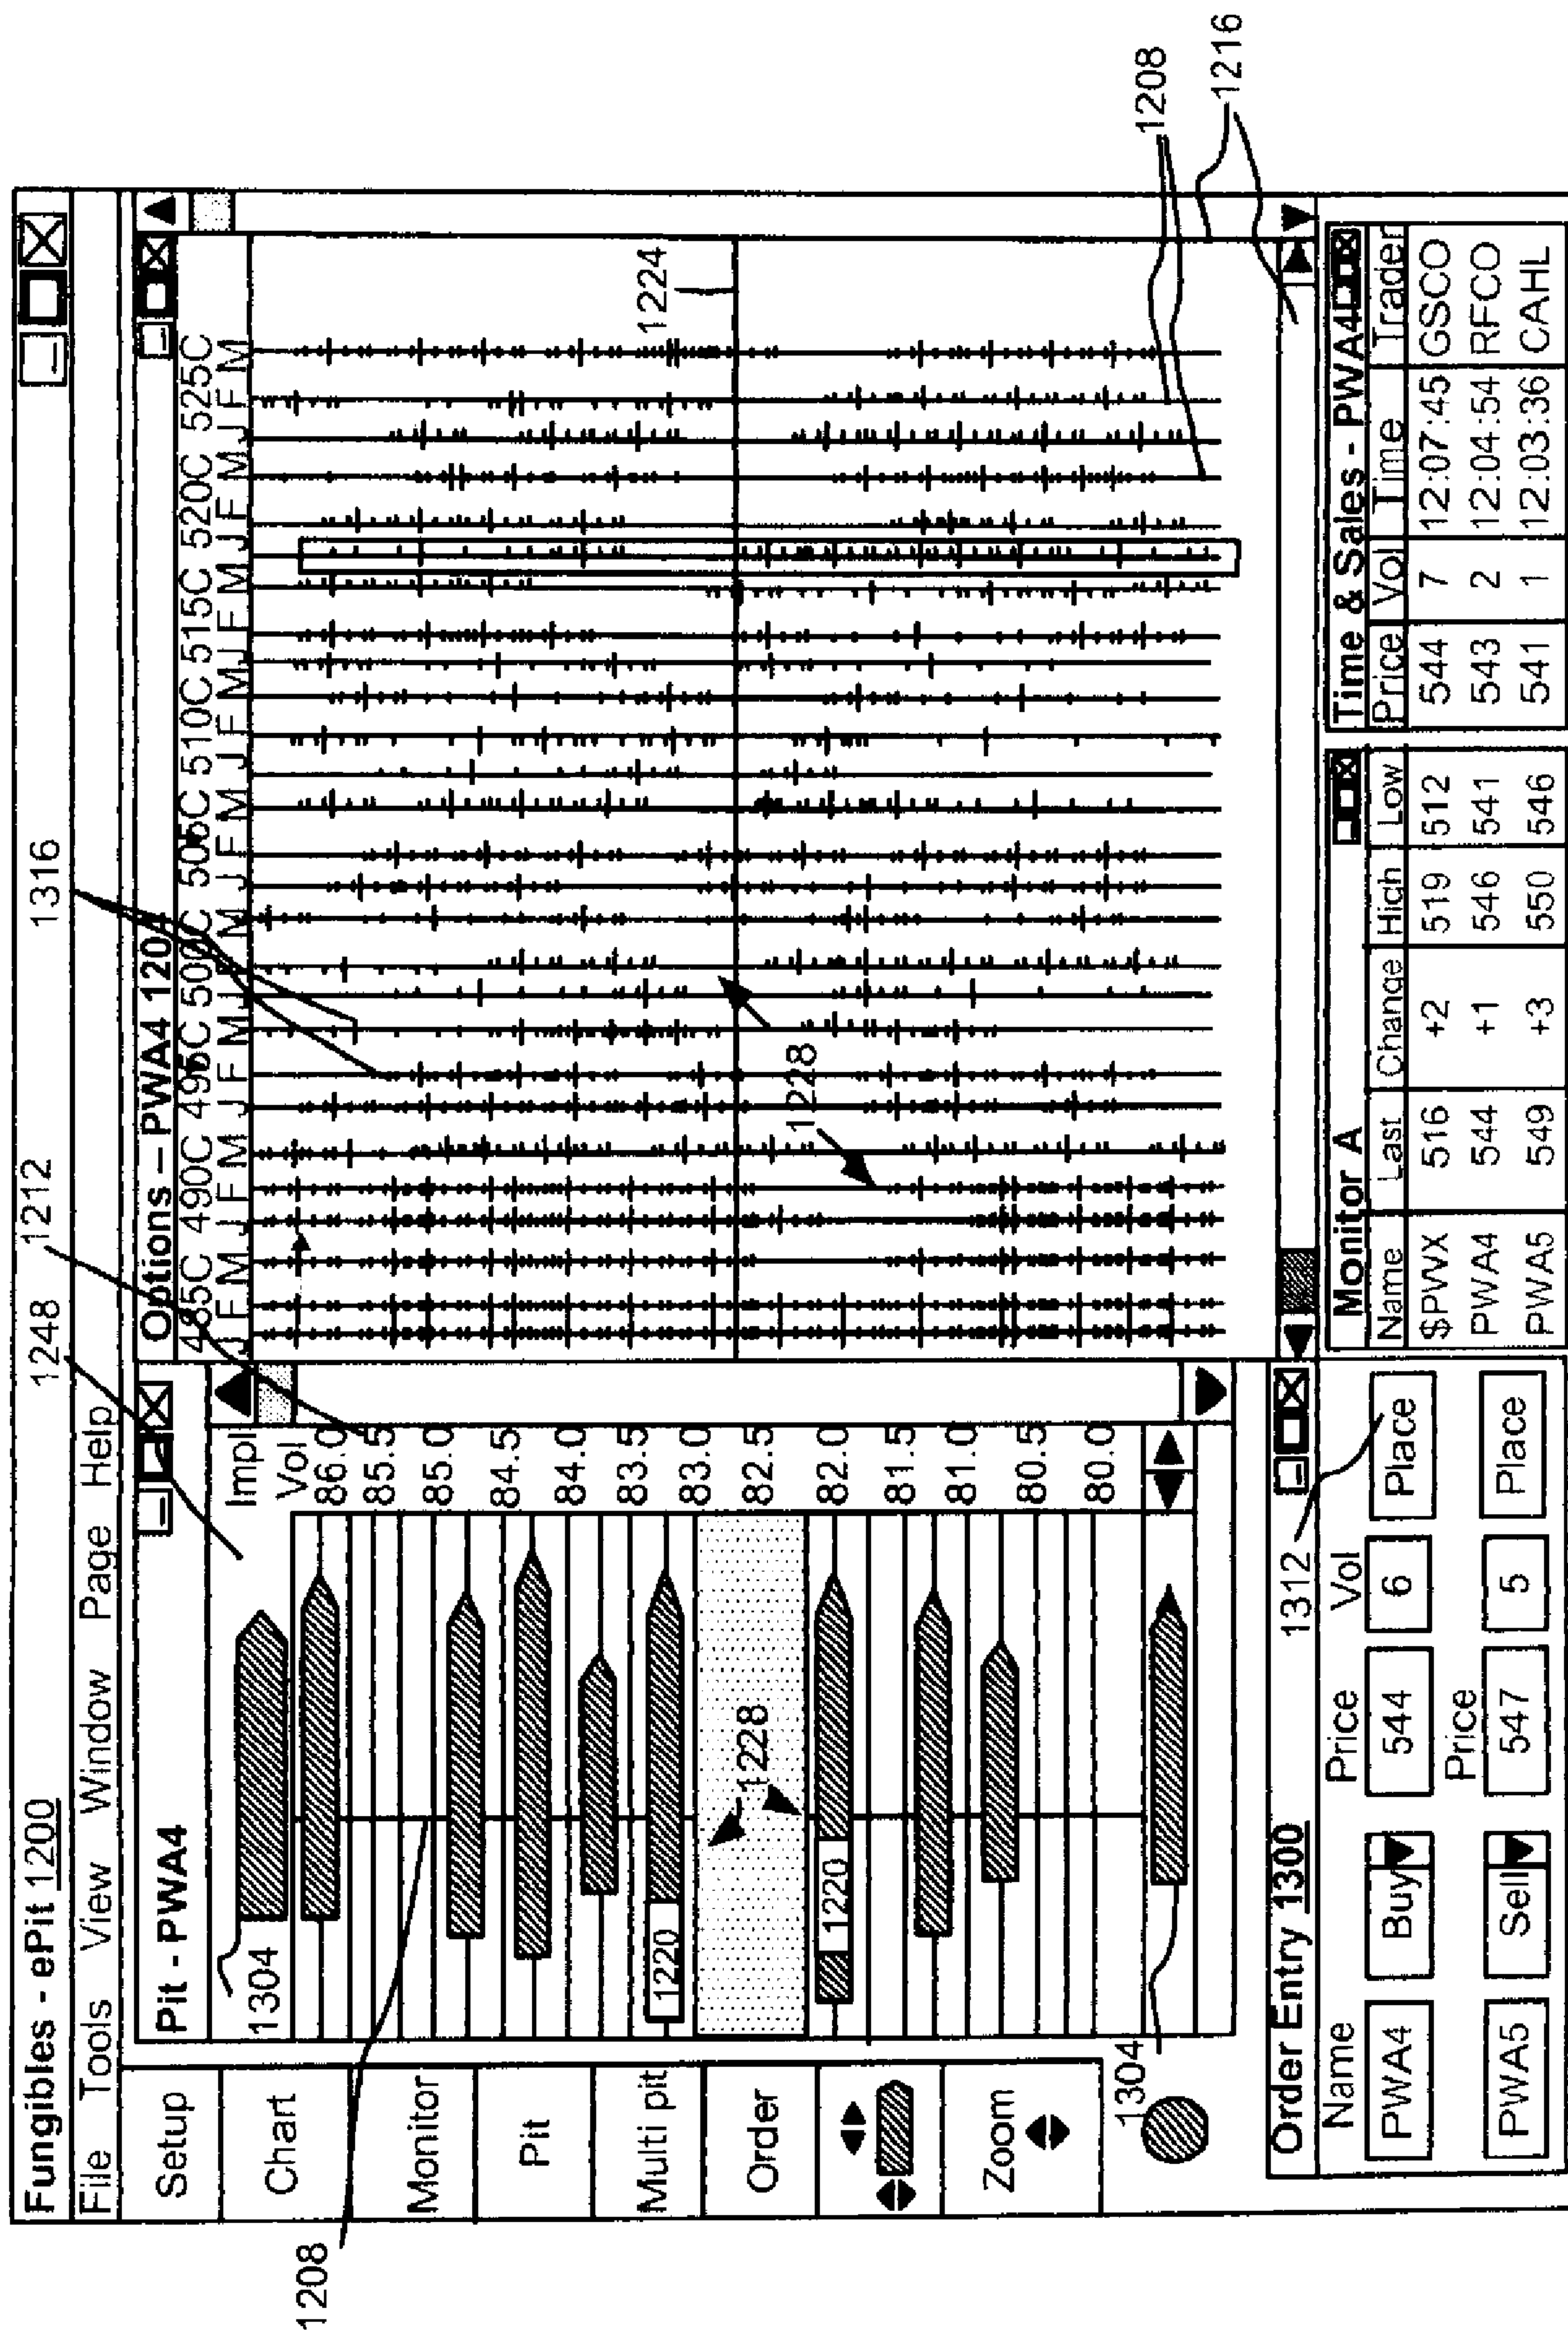 1248 1212 1316
Fungibles - ePit 1200
File Tools View Window Page Help
Setup
Chart
Monitor
Pit
Multi pit
Order
Zoom
1304
1208
Pit - PWA4
1304
Impl
Vol
86.0
85.5
85.0
84.5
84.0
83.5
83.0
82.5
82.0
81.5
81.0
80.5
80.0
1220
1228
1220
J F M J F M J F M J F M J F M J F M J F M J F M J F M
485C 490C 495C 500C 505C 510C 515C 520C 525C
1224
1228
1208
1216
Order Entry 1300
1312
Name Price Vol
PWA4 Buy 544 6 Place
Price
PWA5 Sell 547 5 Place
Monitor A
Name Last Change High Low
$PWX 516 +2 519 512
PWA4 544 +1 546 541
PWA5 549 +3 550 546
Time & Sales - PWA4
Price Vol Time Trader
544 7 12:07:45 GSCO
543 2 12:04:54 RFCO
541 1 12:03:36 CAHL